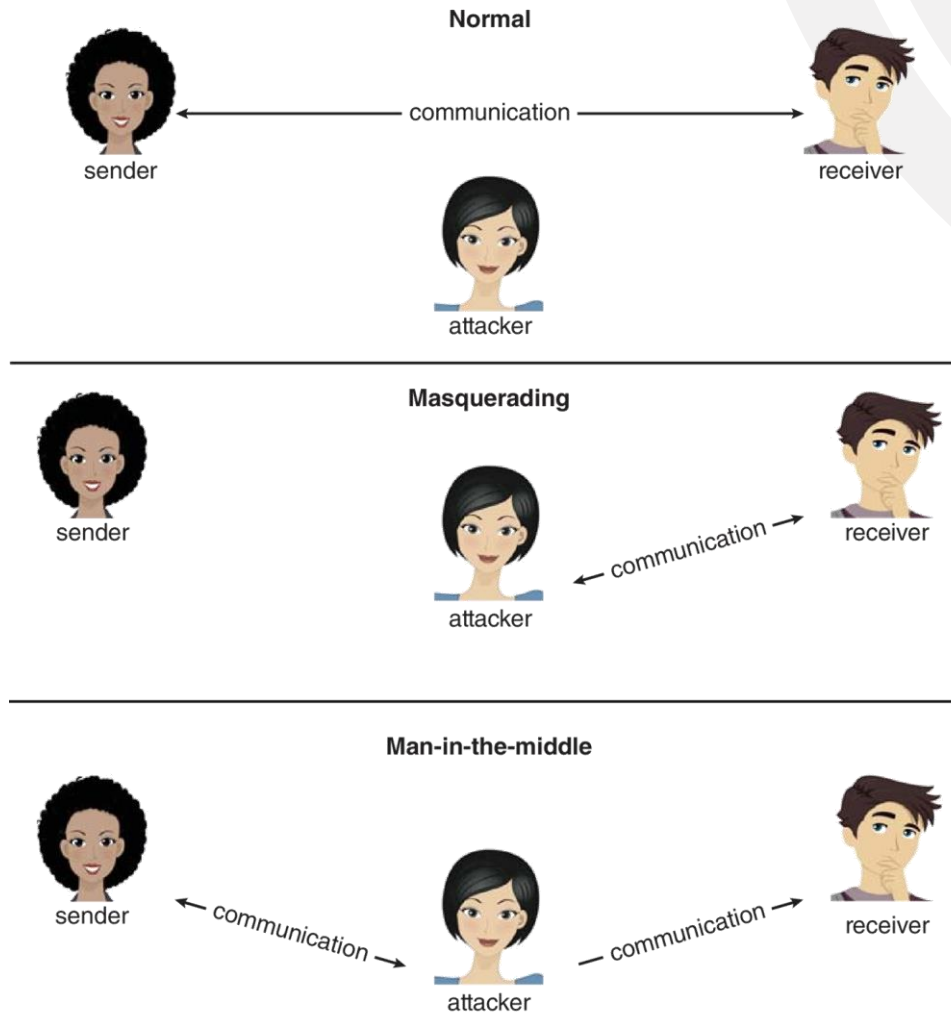 Normal
communication
sender
receiver
attacker
Masquerading
sender
communication
receiver
attacker
Man-in-the-middle
sender
communication
communication
receiver
attacker